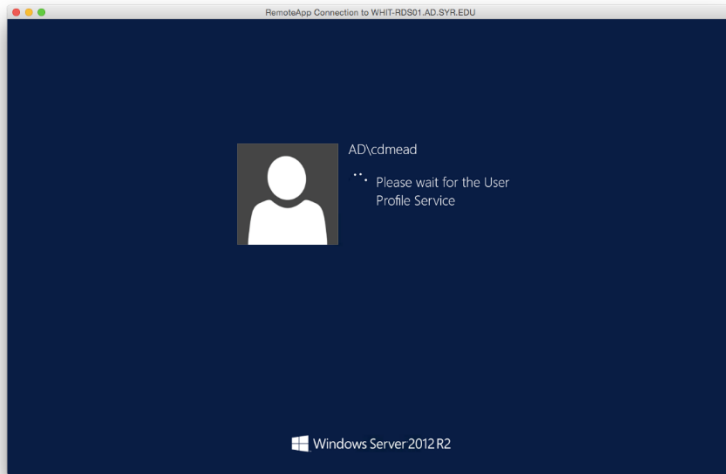 RemoteApp Connection to WHIT-RDS01.AD.SYR.EDU
AD\cdmead
Please wait for the User
Profile Service
Windows Server 2012 R2